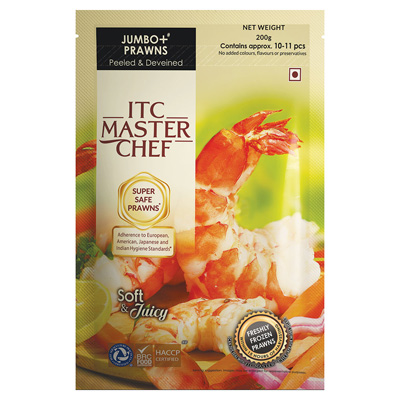 JUMBO+#
PRAWNS
Peeled & Deveined
NET WEIGHT
200g
Contains approx. 10-11 pcs
No added colours, flavours or preservatives
ITC
MASTER
CHEF
SUPER
SAFE
PRAWNS*
Adherence to European,
American, Japanese and
Indian Hygiene Standards*
Soft
& Juicy
FRESHLY
FROZEN
PRAWNS
BRC
FOOD
HACCP
CERTIFIED